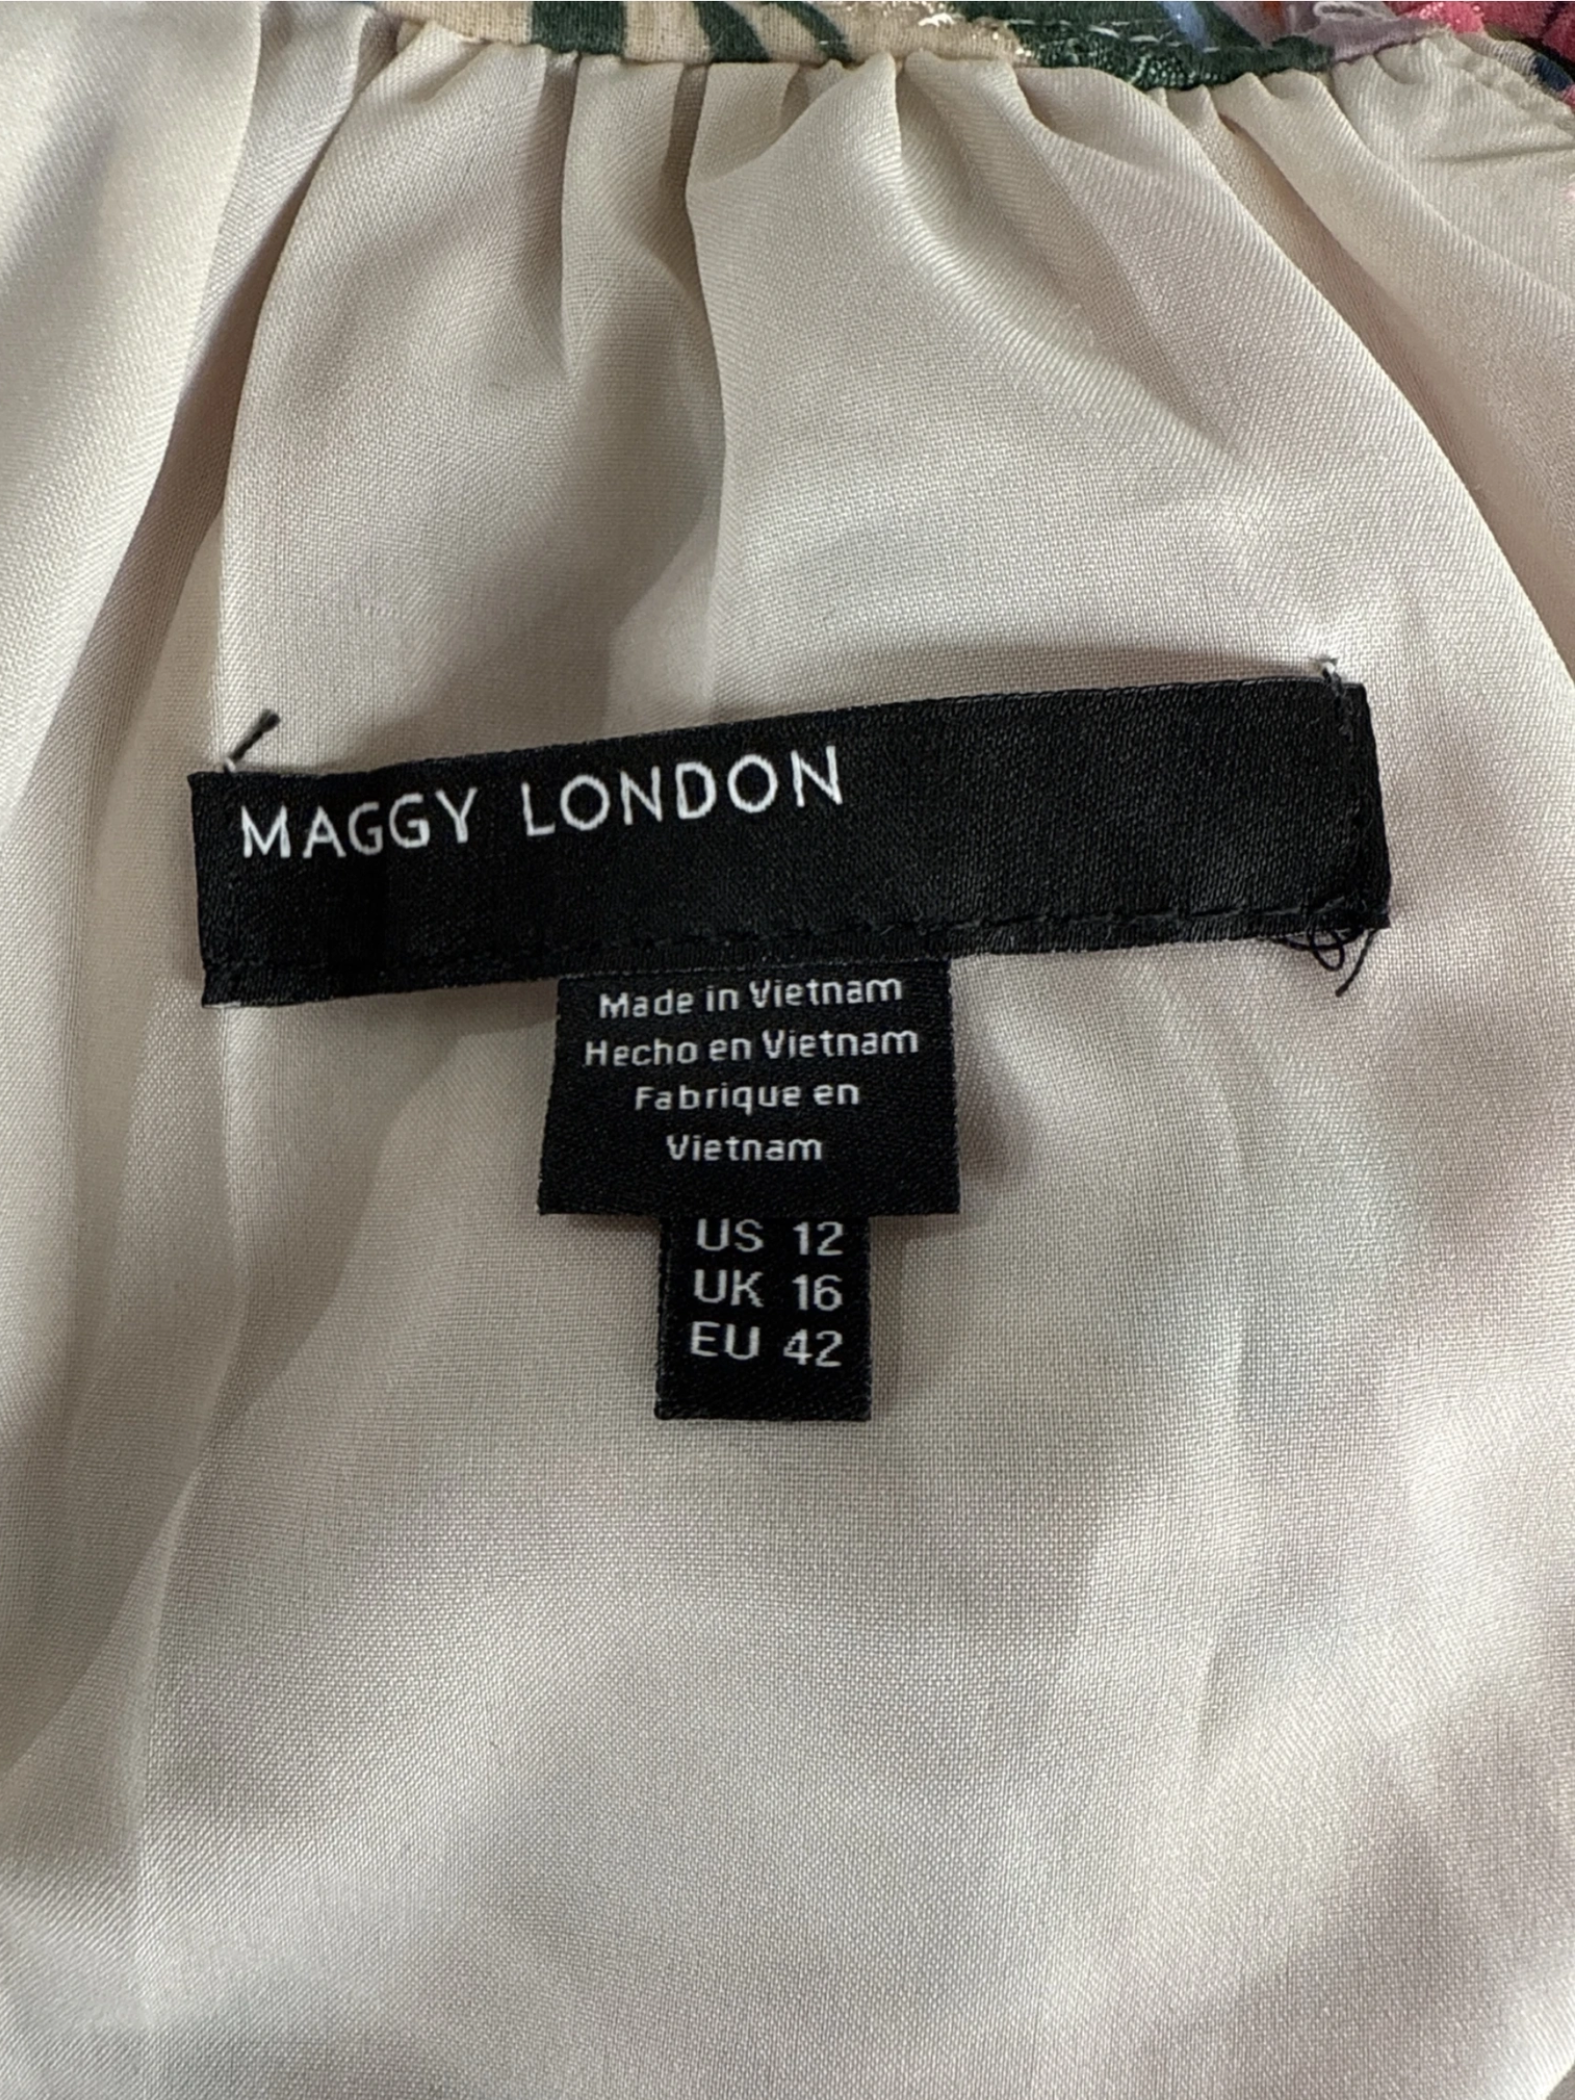 MAGGY LONDON
Made in Vietnam
Hecho en Vietnam
Fabrique en
Vietnam
US 12
UK 16
EU 42